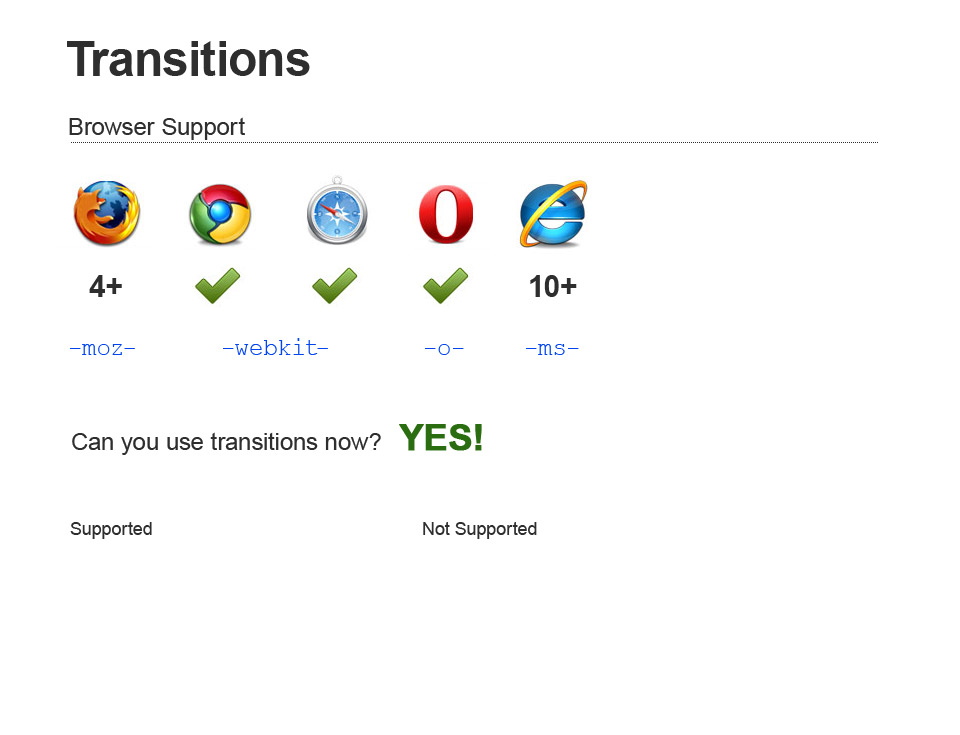 Transitions
Browser Support
4+ 10+
-moz- -webkit- -o- -ms-
Can you use transitions now? YES!
Supported Not Supported